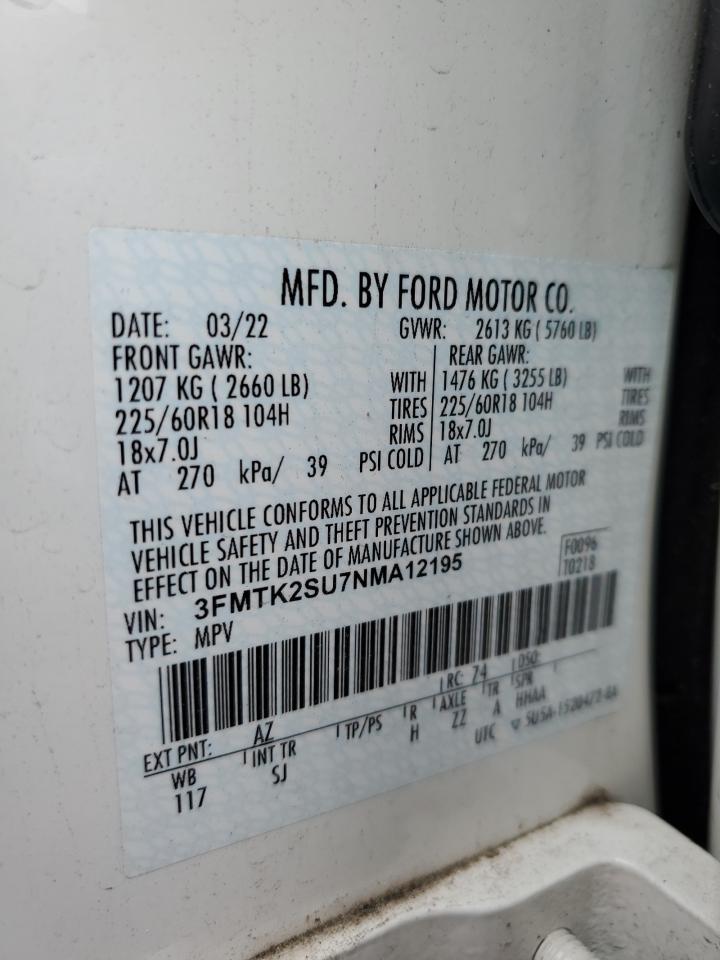 MFD. BY FORD MOTOR CO.
DATE: 03/22 GVWR: 2613 KG ( 5760 LB)
FRONT GAWR: REAR GAWR:
1207 KG ( 2660 LB) WITH 1476 KG ( 3255 LB) WITH
225/60R18 104H TIRES 225/60R18 104H TIRES
18x7.0J RIMS 18x7.0J RIMS
AT 270 kPa/ 39 PSI COLD AT 270 kPa/ 39 PSI COLD
THIS VEHICLE CONFORMS TO ALL APPLICABLE FEDERAL MOTOR
VEHICLE SAFETY AND THEFT PREVENTION STANDARDS IN
EFFECT ON THE DATE OF MANUFACTURE SHOWN ABOVE.
F0096
T0218
VIN: 3FMTK2SU7NMA12195
TYPE: MPV
EXT PNT: AZ RC: 74 DSO:
WB INT TR TP/PS R AXLE TR SPR
117 SJ H ZZ A HHAA
UTC